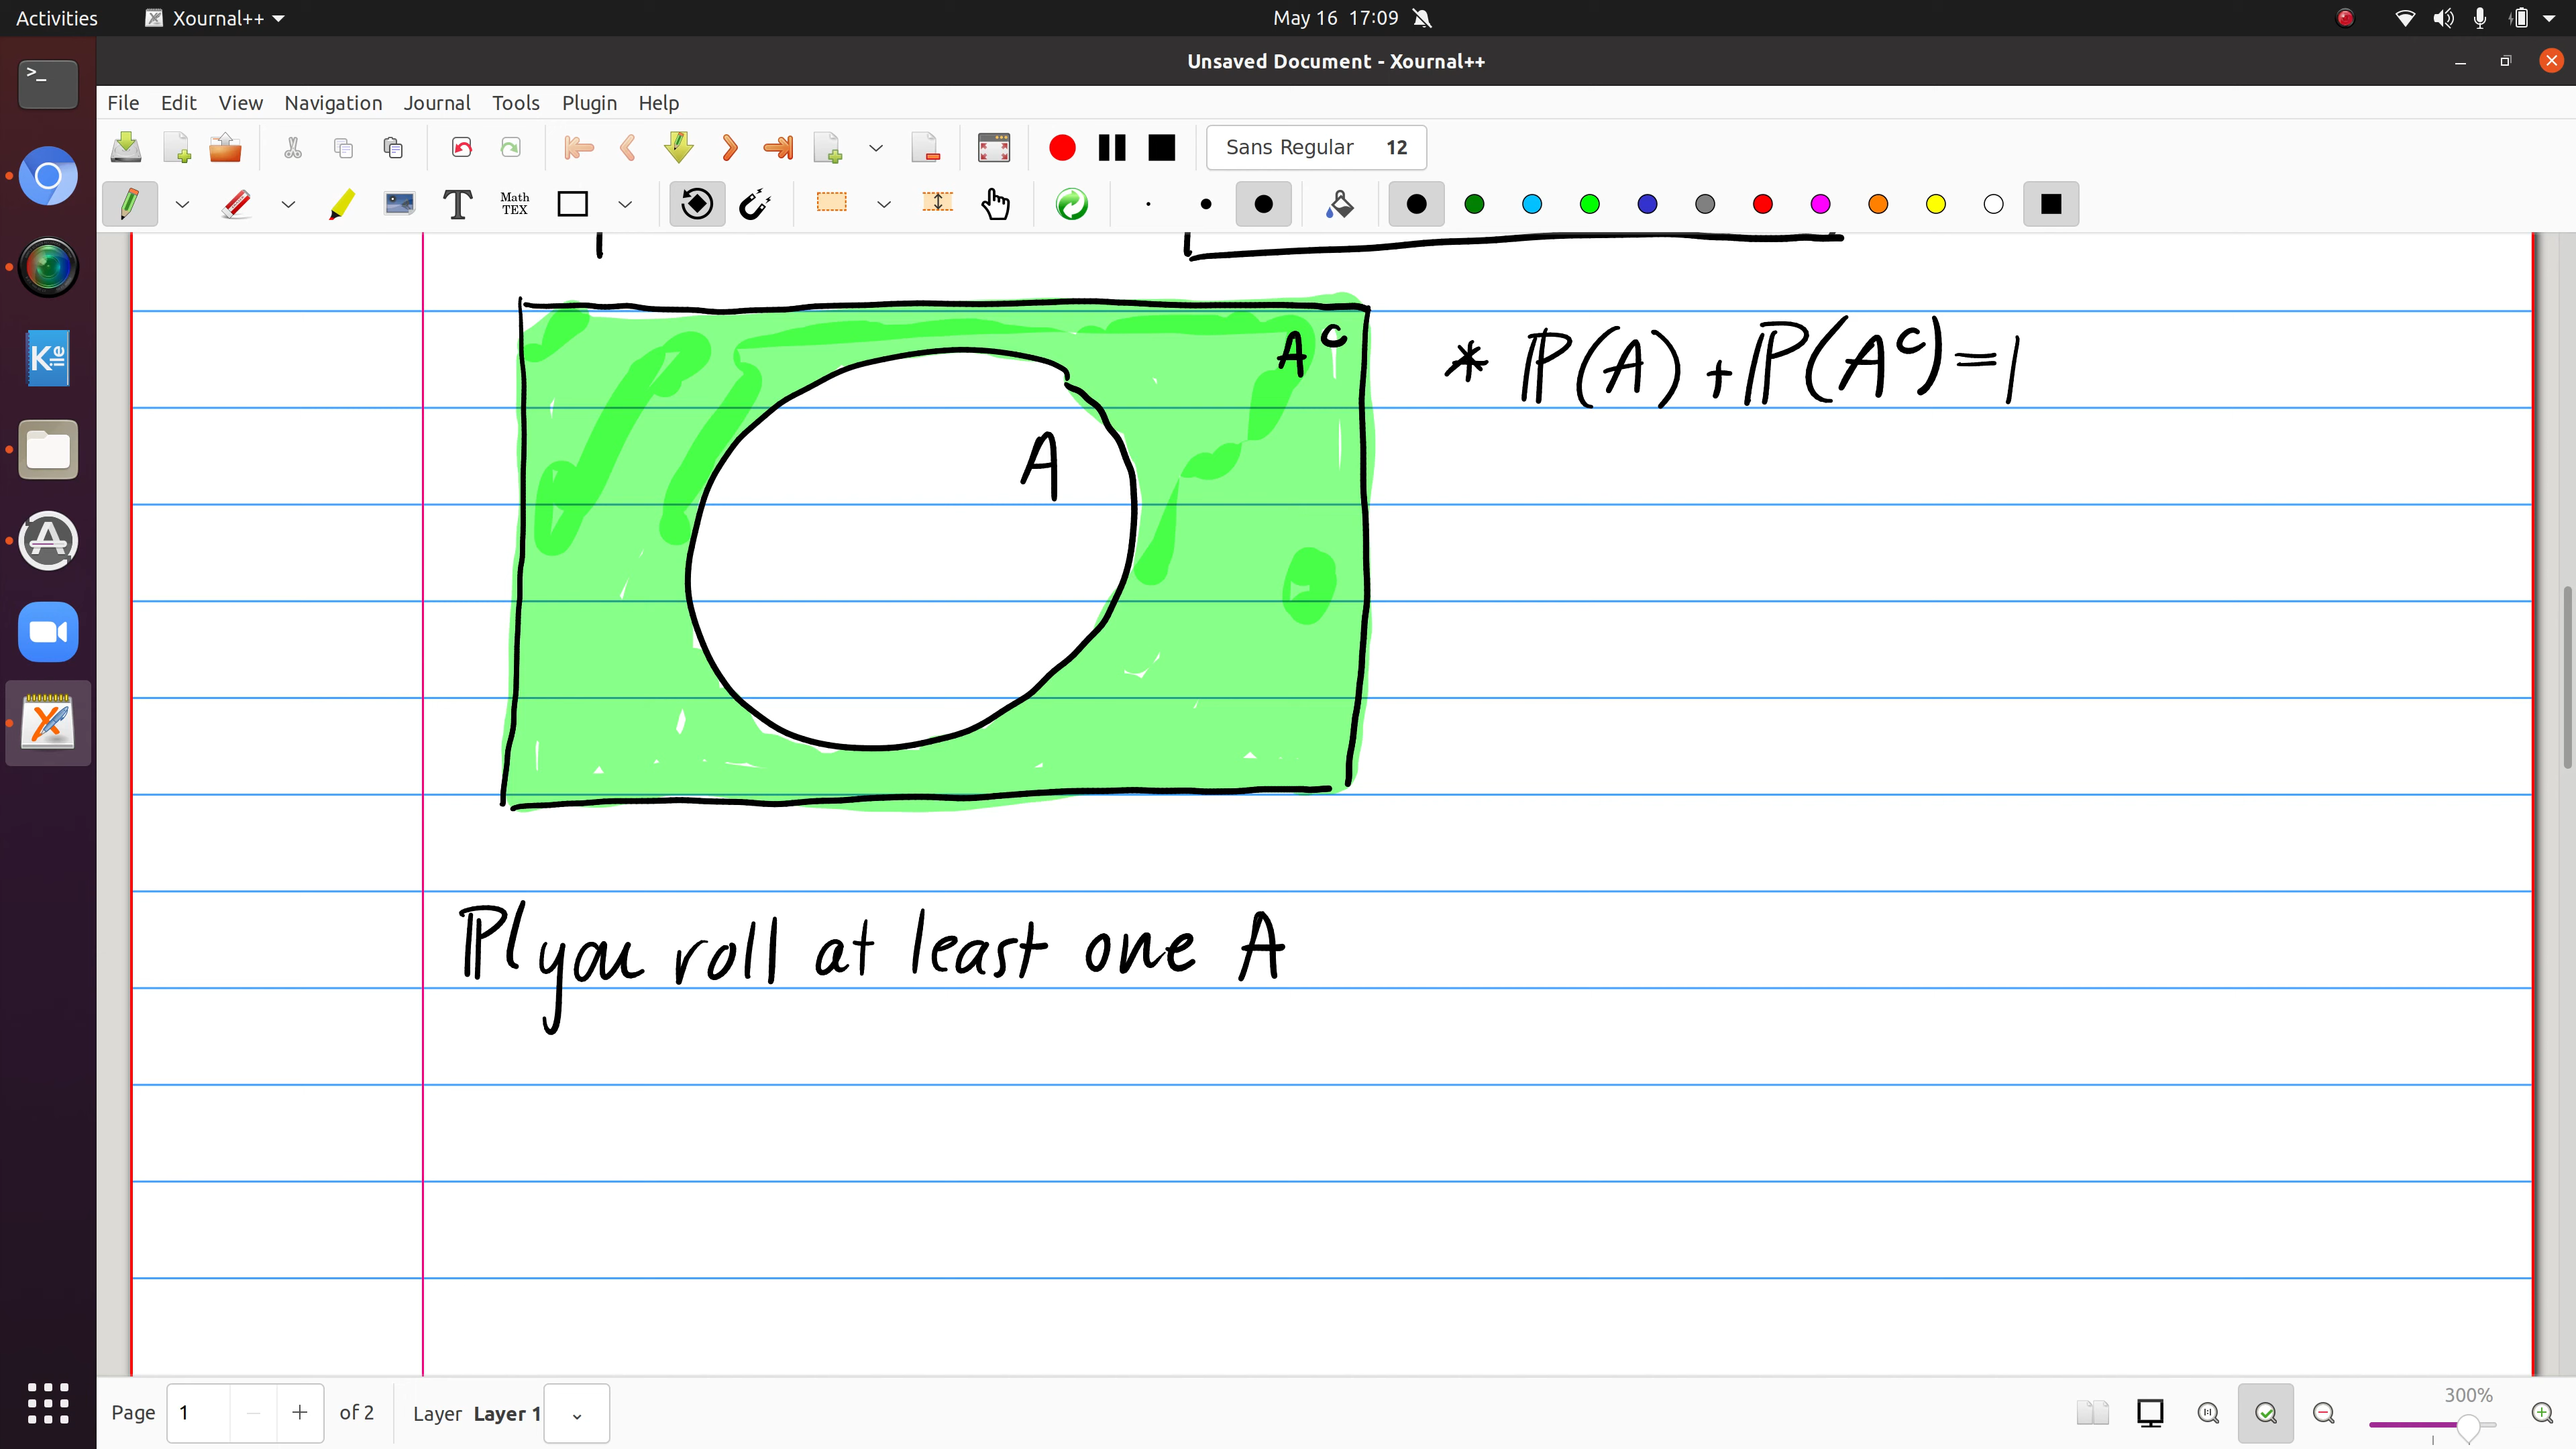 Activities Xournal++ May 16 17:09
Unsaved Document - Xournal++
File Edit View Navigation Journal Tools Plugin Help
Sans Regular 12
Math TEX
A^C
* ℙ(A) + ℙ(A^C) = 1
A
ℙ( you roll at least one A
Page 1 of 2 Layer Layer 1 300%